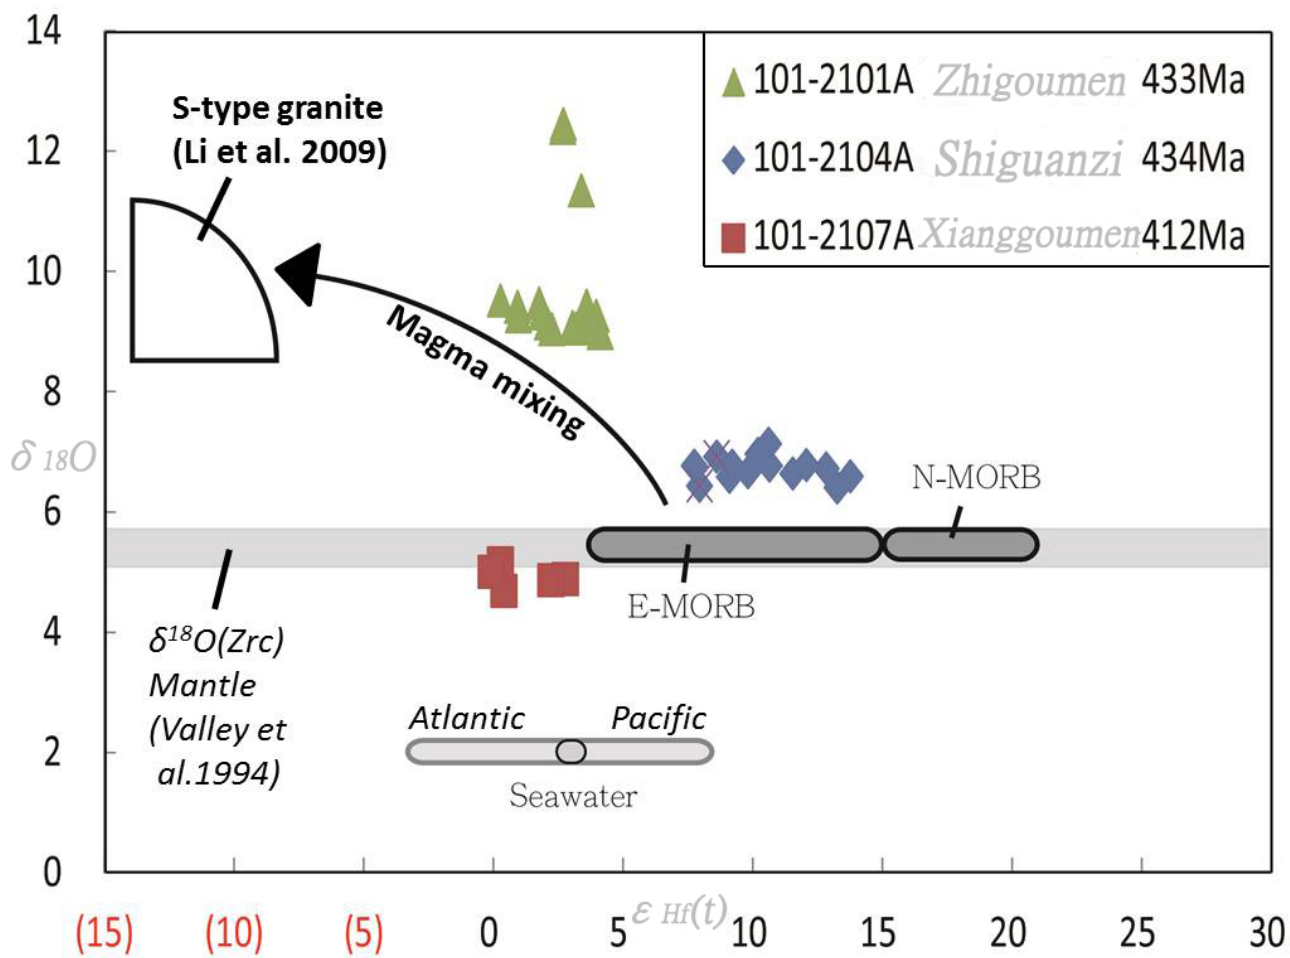 14
12
10
8
6
4
2
0
δ 18O
S-type granite
(Li et al. 2009)
101-2101A Zhigoumen 433Ma
101-2104A Shiguanzi 434Ma
101-2107A Xianggoumen 412Ma
Magma mixing
N-MORB
E-MORB
δ¹⁸O(Zrc)
Mantle
(Valley et
al.1994)
Atlantic Pacific
Seawater
(15) (10) (5) 0 5 10 15 20 25 30
ε Hf(t)